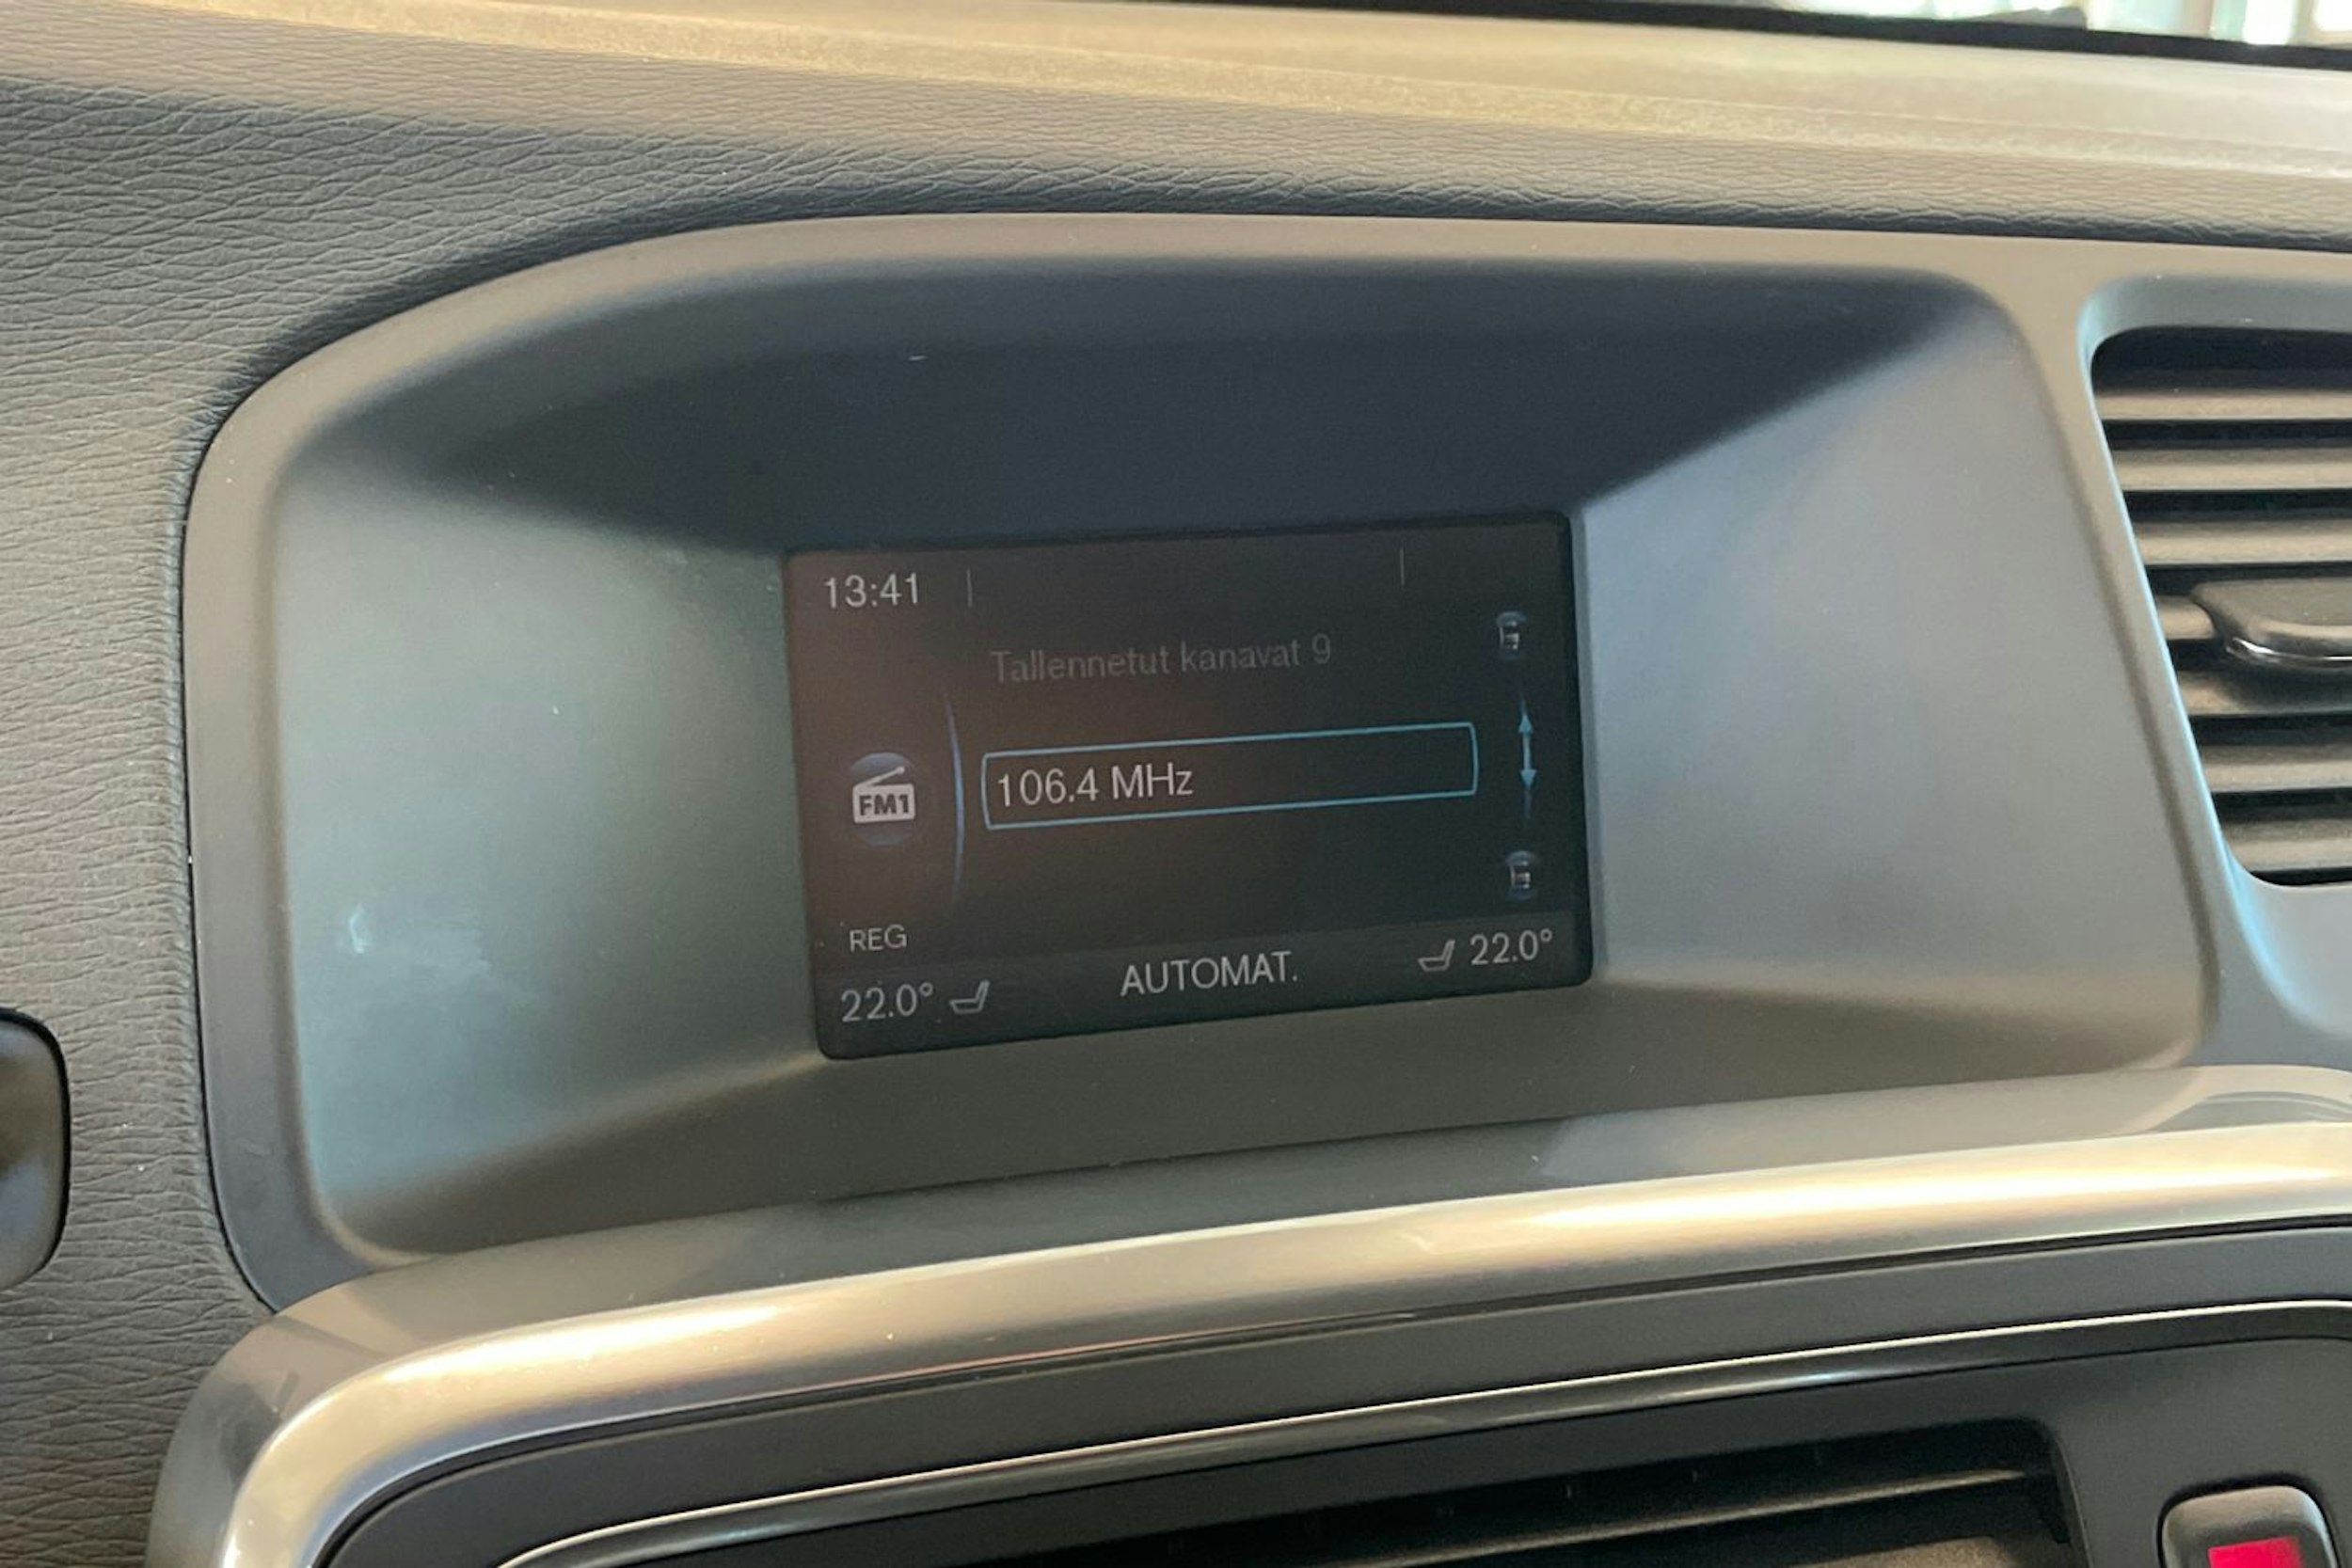 13:41
Tallennetut kanavat 9
FM1
106.4 MHz
REG
22.0° AUTOMAT. 22.0°